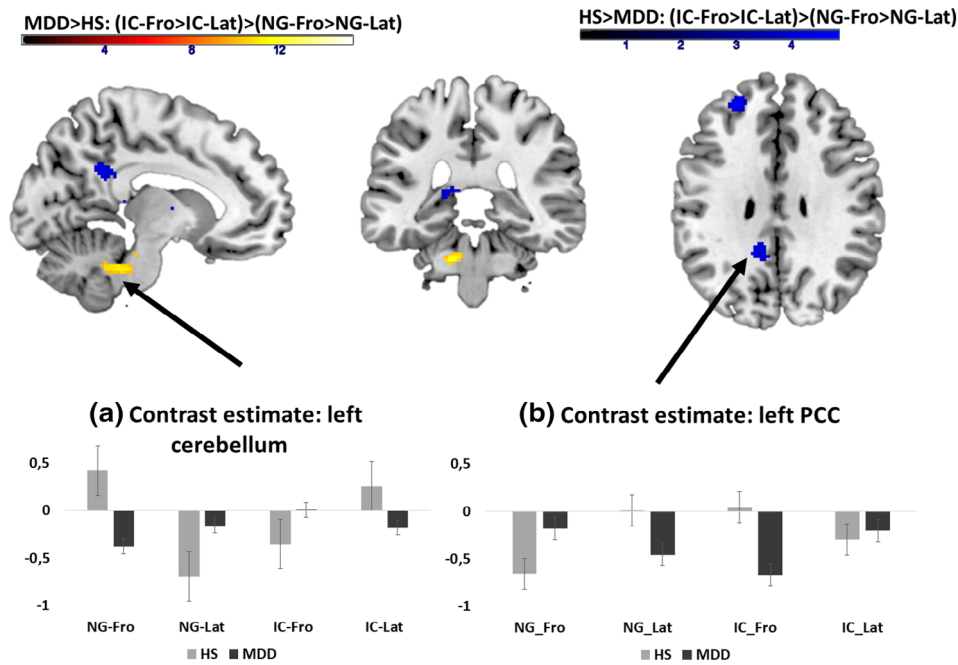 MDD>HS: (IC-Fro>IC-Lat)>(NG-Fro>NG-Lat)
4 8 12
HS>MDD: (IC-Fro>IC-Lat)>(NG-Fro>NG-Lat)
1 2 3 4
(a) Contrast estimate: left
cerebellum
0,5
0
-0,5
-1
NG-Fro NG-Lat IC-Fro IC-Lat
HS MDD
(b) Contrast estimate: left PCC
0,5
0
-0,5
-1
NG_Fro NG_Lat IC_Fro IC_Lat
HS MDD